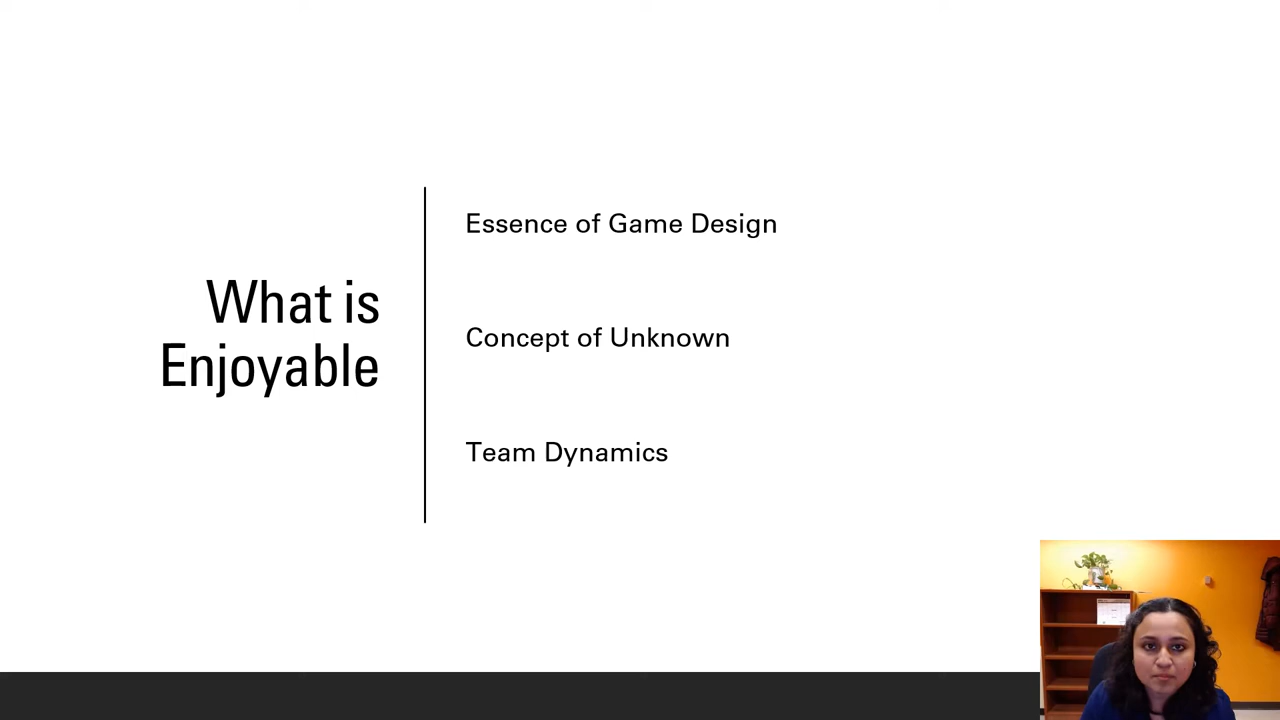 What is
Enjoyable
Essence of Game Design
Concept of Unknown
Team Dynamics